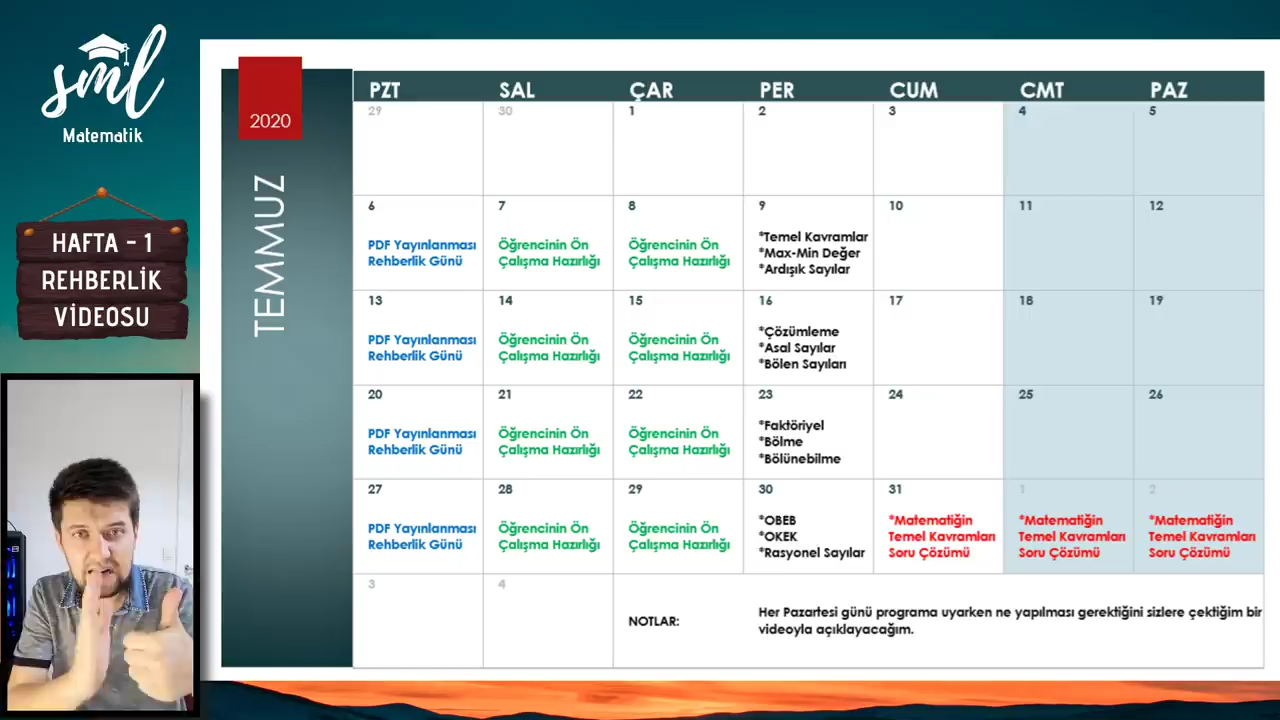 sml
Matematik
HAFTA - 1
REHBERLİK
VİDEOSU
2020
TEMMUZ
PZT SAL ÇAR PER CUM CMT PAZ
29 30 1 2 3 4 5
6 7 8 9 10 11 12
PDF Yayınlanması
Rehberlik Günü
Öğrencinin Ön
Çalışma Hazırlığı
Öğrencinin Ön
Çalışma Hazırlığı
*Temel Kavramlar
*Max-Min Değer
*Ardışık Sayılar
13 14 15 16 17 18 19
PDF Yayınlanması
Rehberlik Günü
Öğrencinin Ön
Çalışma Hazırlığı
Öğrencinin Ön
Çalışma Hazırlığı
*Çözümleme
*Asal Sayılar
*Bölen Sayıları
20 21 22 23 24 25 26
PDF Yayınlanması
Rehberlik Günü
Öğrencinin Ön
Çalışma Hazırlığı
Öğrencinin Ön
Çalışma Hazırlığı
*Faktöriyel
*Bölme
*Bölünebilme
27 28 29 30 31 1 2
PDF Yayınlanması
Rehberlik Günü
Öğrencinin Ön
Çalışma Hazırlığı
Öğrencinin Ön
Çalışma Hazırlığı
*OBEB
*OKEK
*Rasyonel Sayılar
*Matematiğin
Temel Kavramları
Soru Çözümü
*Matematiğin
Temel Kavramları
Soru Çözümü
*Matematiğin
Temel Kavramları
Soru Çözümü
3 4
NOTLAR:
Her Pazartesi günü programa uyarken ne yapılması gerektiğini sizlere çektiğim bir
videoyla açıklayacağım.